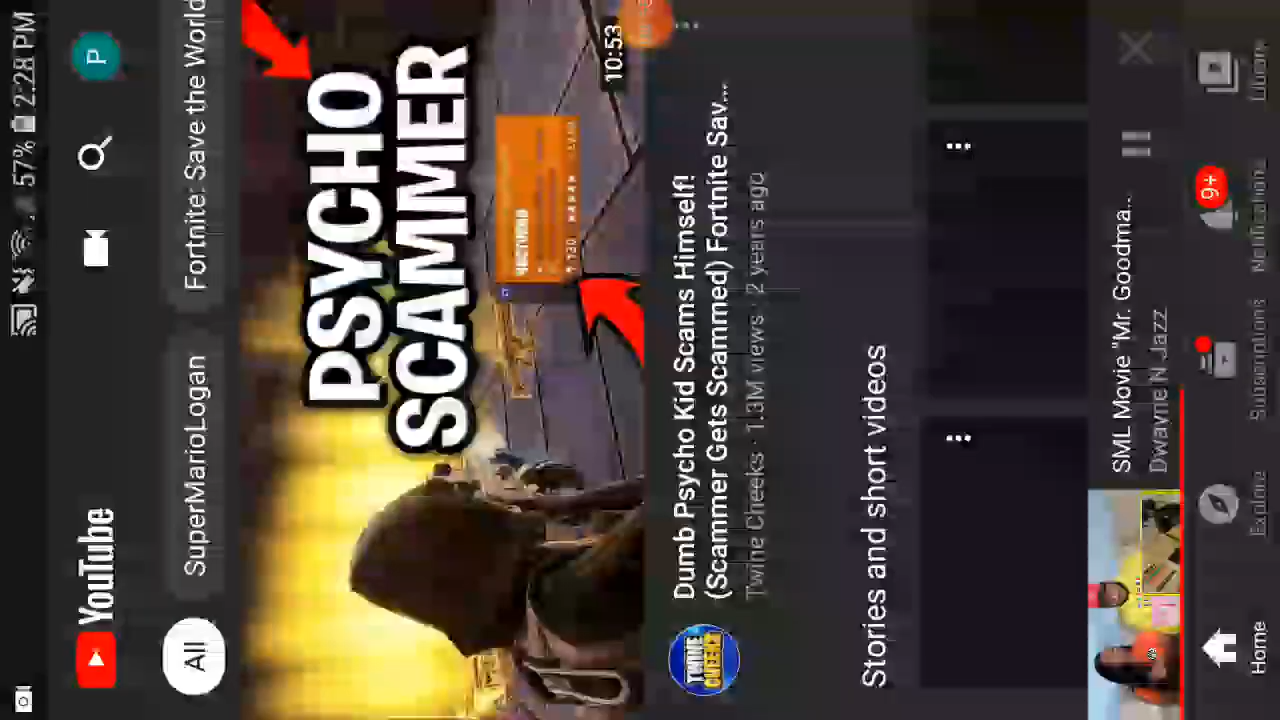 57% 2:28 PM
YouTube
P
All
SuperMarioLogan
Fortnite: Save the World
PSYCHO
SCAMMER
10:53
TWINE
CHEEKS
Dumb Psycho Kid Scams Himself!
(Scammer Gets Scammed) Fortnite Sav...
Twine Cheeks · 1.3M views · 2 years ago
Stories and short videos
SML Movie "Mr. Goodma...
Dwayne N Jazz
Home
Explore
Subscriptions
9+
Notifications
Library